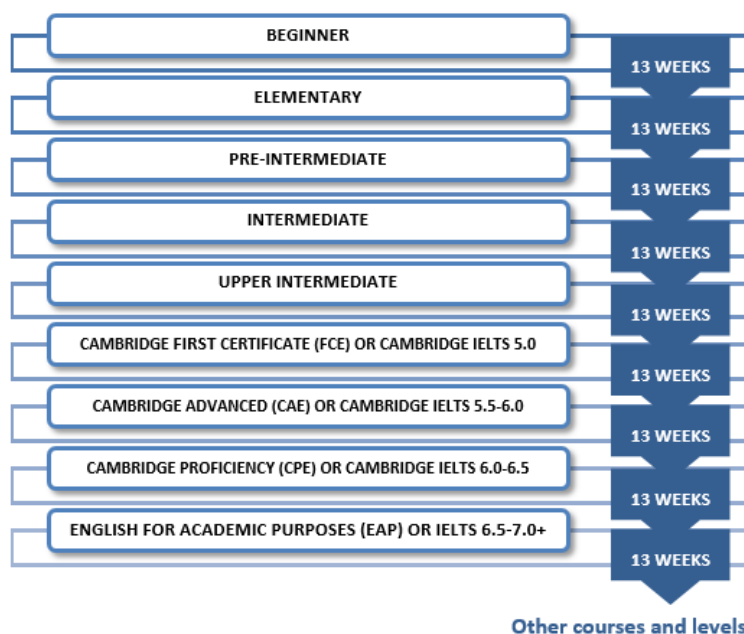 BEGINNER
13 WEEKS
ELEMENTARY
13 WEEKS
PRE-INTERMEDIATE
13 WEEKS
INTERMEDIATE
13 WEEKS
UPPER INTERMEDIATE
13 WEEKS
CAMBRIDGE FIRST CERTIFICATE (FCE) OR CAMBRIDGE IELTS 5.0
13 WEEKS
CAMBRIDGE ADVANCED (CAE) OR CAMBRIDGE IELTS 5.5-6.0
13 WEEKS
CAMBRIDGE PROFICIENCY (CPE) OR CAMBRIDGE IELTS 6.0-6.5
13 WEEKS
ENGLISH FOR ACADEMIC PURPOSES (EAP) OR IELTS 6.5-7.0+
13 WEEKS
Other courses and levels